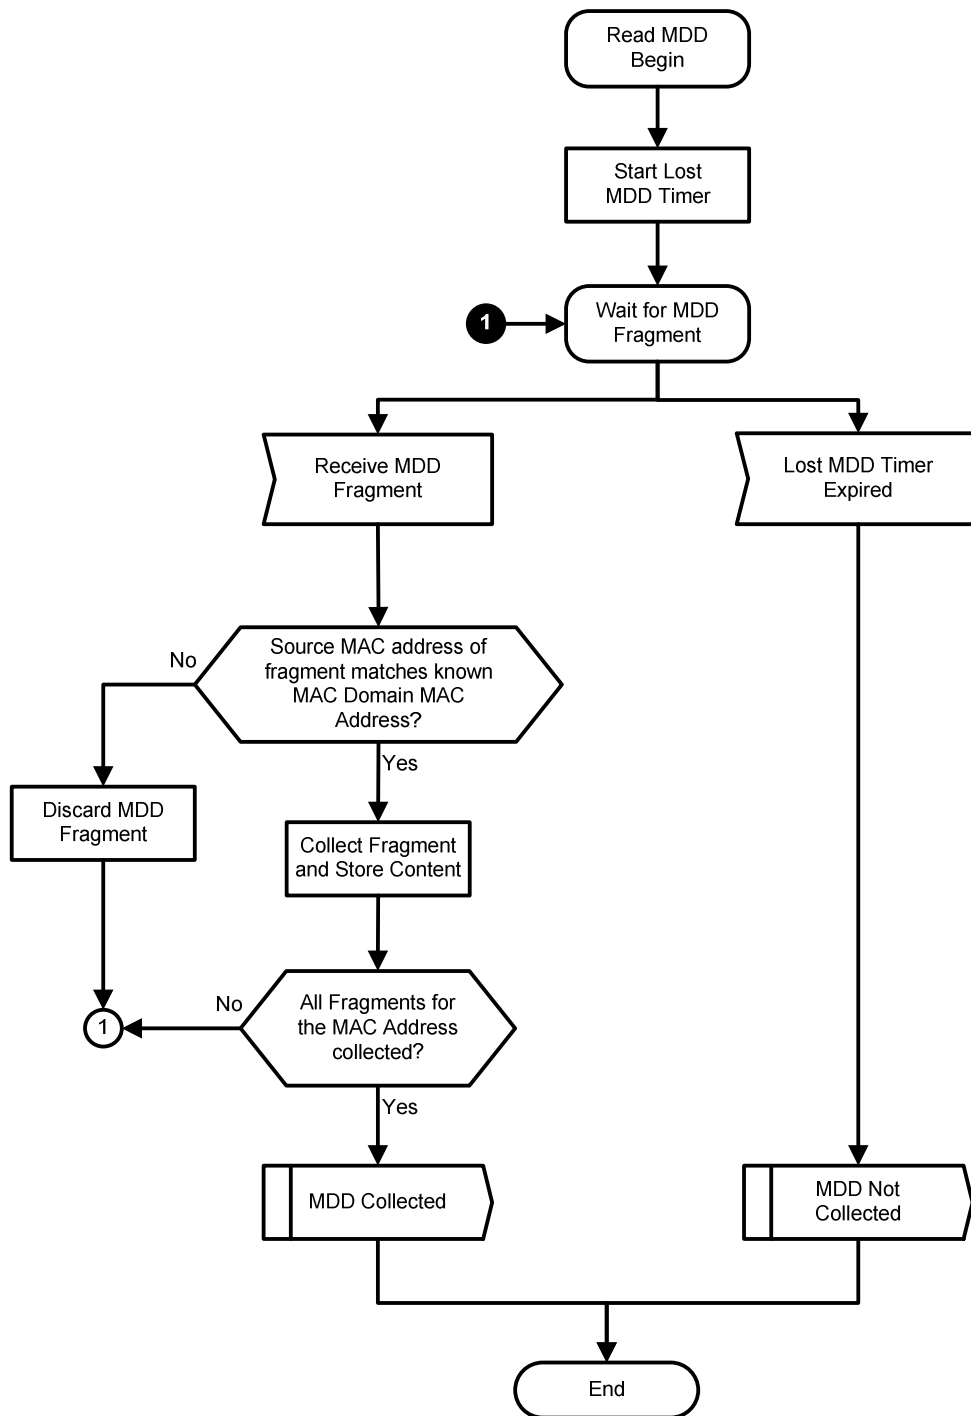 Read MDD
Begin
Start Lost
MDD Timer
1
Wait for MDD
Fragment
Receive MDD
Fragment
Lost MDD Timer
Expired
No
Source MAC address of
fragment matches known
MAC Domain MAC
Address?
Yes
Discard MDD
Fragment
Collect Fragment
and Store Content
No
All Fragments for
the MAC Address
collected?
1
Yes
MDD Collected
MDD Not
Collected
End